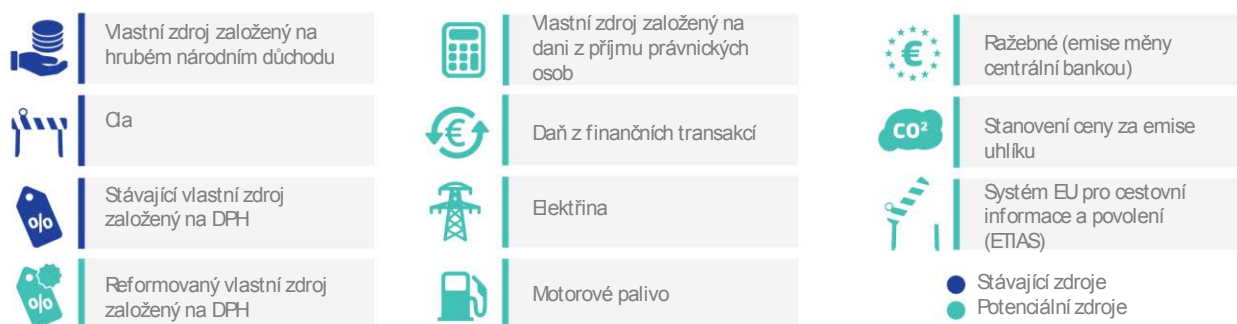 Vlastní zdroj založený na
hrubém národním důchodu
Cla
%
Stávající vlastní zdroj
založený na DPH
%
Reformovaný vlastní zdroj
založený na DPH
Vlastní zdroj založený na
dani z příjmu právnických
osob
€
Daň z finančních transakcí
Elektřina
Motorové palivo
€
Ražebné (emise měny
centrální bankou)
CO²
Stanovení ceny za emise
uhlíku
Systém EU pro cestovní
informace a povolení
(ETIAS)
Stávající zdroje
Potenciální zdroje